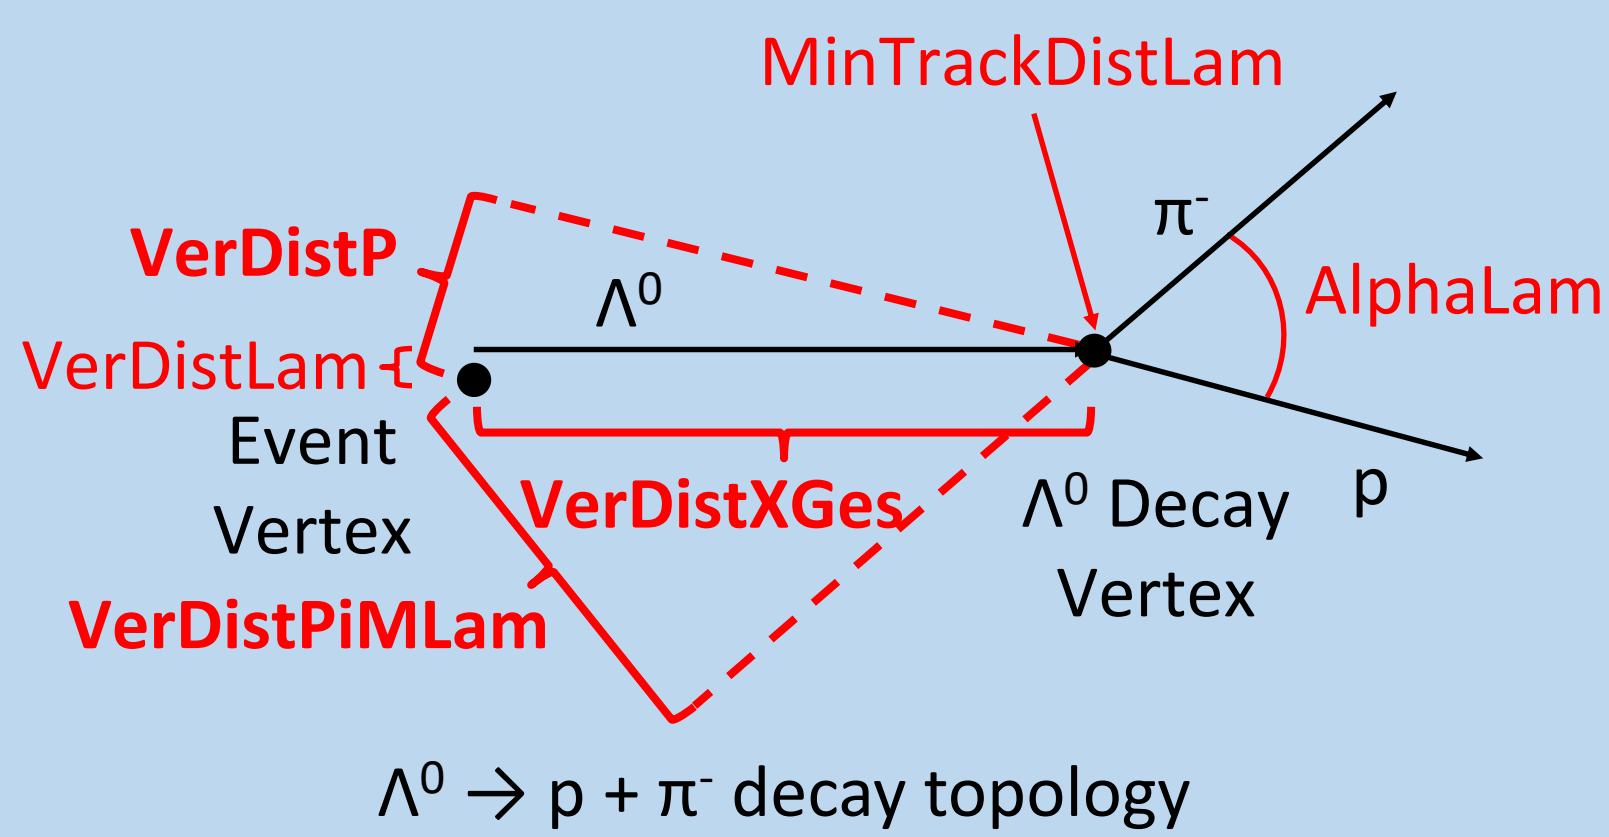 MinTrackDistLam
π⁻
VerDistP
Λ⁰
AlphaLam
VerDistLam
Event
Vertex
VerDistXGes
Λ⁰ Decay
Vertex
p
VerDistPiMLam
Λ⁰ → p + π⁻ decay topology